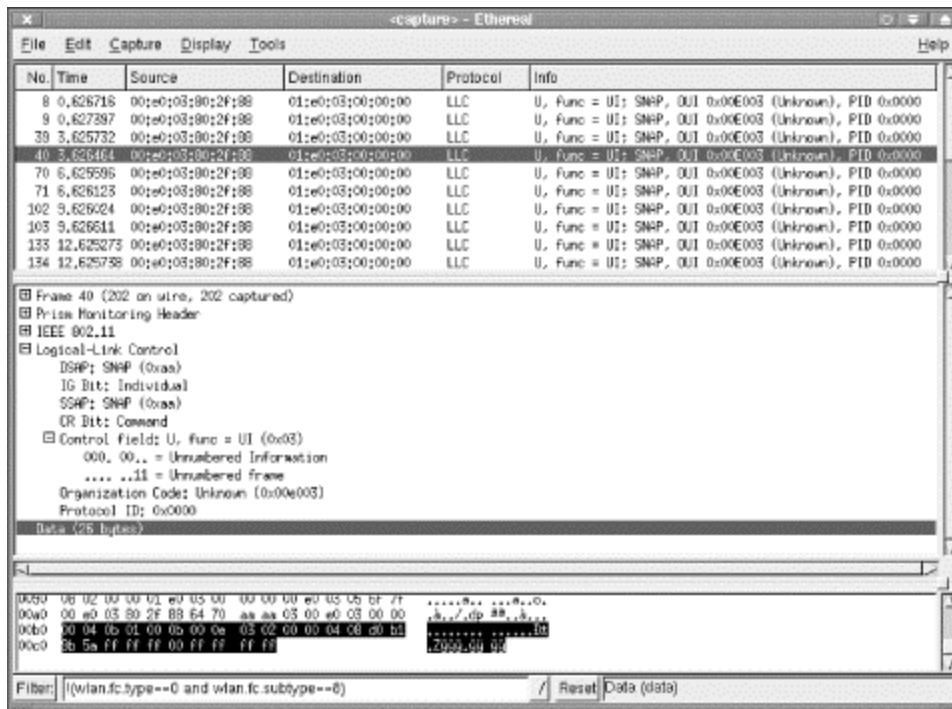 <capture> - Ethereal
File Edit Capture Display Tools Help
No. Time Source Destination Protocol Info
8 0.626716 00:e0:03:80:2f:88 01:e0:03:00:00:00 LLC U, func = UI; SNAP, OUI 0x00E003 (Unknown), PID 0x0000
9 0.627397 00:e0:03:80:2f:88 01:e0:03:00:00:00 LLC U, func = UI; SNAP, OUI 0x00E003 (Unknown), PID 0x0000
39 3.625732 00:e0:03:80:2f:88 01:e0:03:00:00:00 LLC U, func = UI; SNAP, OUI 0x00E003 (Unknown), PID 0x0000
40 3.626464 00:e0:03:80:2f:88 01:e0:03:00:00:00 LLC U, func = UI; SNAP, OUI 0x00E003 (Unknown), PID 0x0000
70 6.625596 00:e0:03:80:2f:88 01:e0:03:00:00:00 LLC U, func = UI; SNAP, OUI 0x00E003 (Unknown), PID 0x0000
71 6.626123 00:e0:03:80:2f:88 01:e0:03:00:00:00 LLC U, func = UI; SNAP, OUI 0x00E003 (Unknown), PID 0x0000
102 9.626024 00:e0:03:80:2f:88 01:e0:03:00:00:00 LLC U, func = UI; SNAP, OUI 0x00E003 (Unknown), PID 0x0000
103 9.626611 00:e0:03:80:2f:88 01:e0:03:00:00:00 LLC U, func = UI; SNAP, OUI 0x00E003 (Unknown), PID 0x0000
133 12.625273 00:e0:03:80:2f:88 01:e0:03:00:00:00 LLC U, func = UI; SNAP, OUI 0x00E003 (Unknown), PID 0x0000
134 12.625738 00:e0:03:80:2f:88 01:e0:03:00:00:00 LLC U, func = UI; SNAP, OUI 0x00E003 (Unknown), PID 0x0000
Frame 40 (202 on wire, 202 captured)
Prism Monitoring Header
IEEE 802.11
Logical-Link Control
DSAP: SNAP (0xaa)
IG Bit: Individual
SSAP: SNAP (0xaa)
CR Bit: Command
Control field: U, func = UI (0x03)
000. 00.. = Unnumbered Information
.... ..11 = Unnumbered frame
Organization Code: Unknown (0x00e003)
Protocol ID: 0x0000
Data (26 bytes)
0090 08 02 00 00 01 e0 03 00 00 00 00 e0 03 05 6f 7f
00a0 00 e0 03 80 2f 88 64 70 aa aa 03 00 e0 03 00 00
00b0 00 04 0b 01 00 0b 00 0e 03 02 00 00 04 08 d0 b1
00c0 8b 5a ff ff ff 00 ff ff ff ff
Filter: !(wlan.fc.type==0 and wlan.fc.subtype==8) / Reset Data (data)